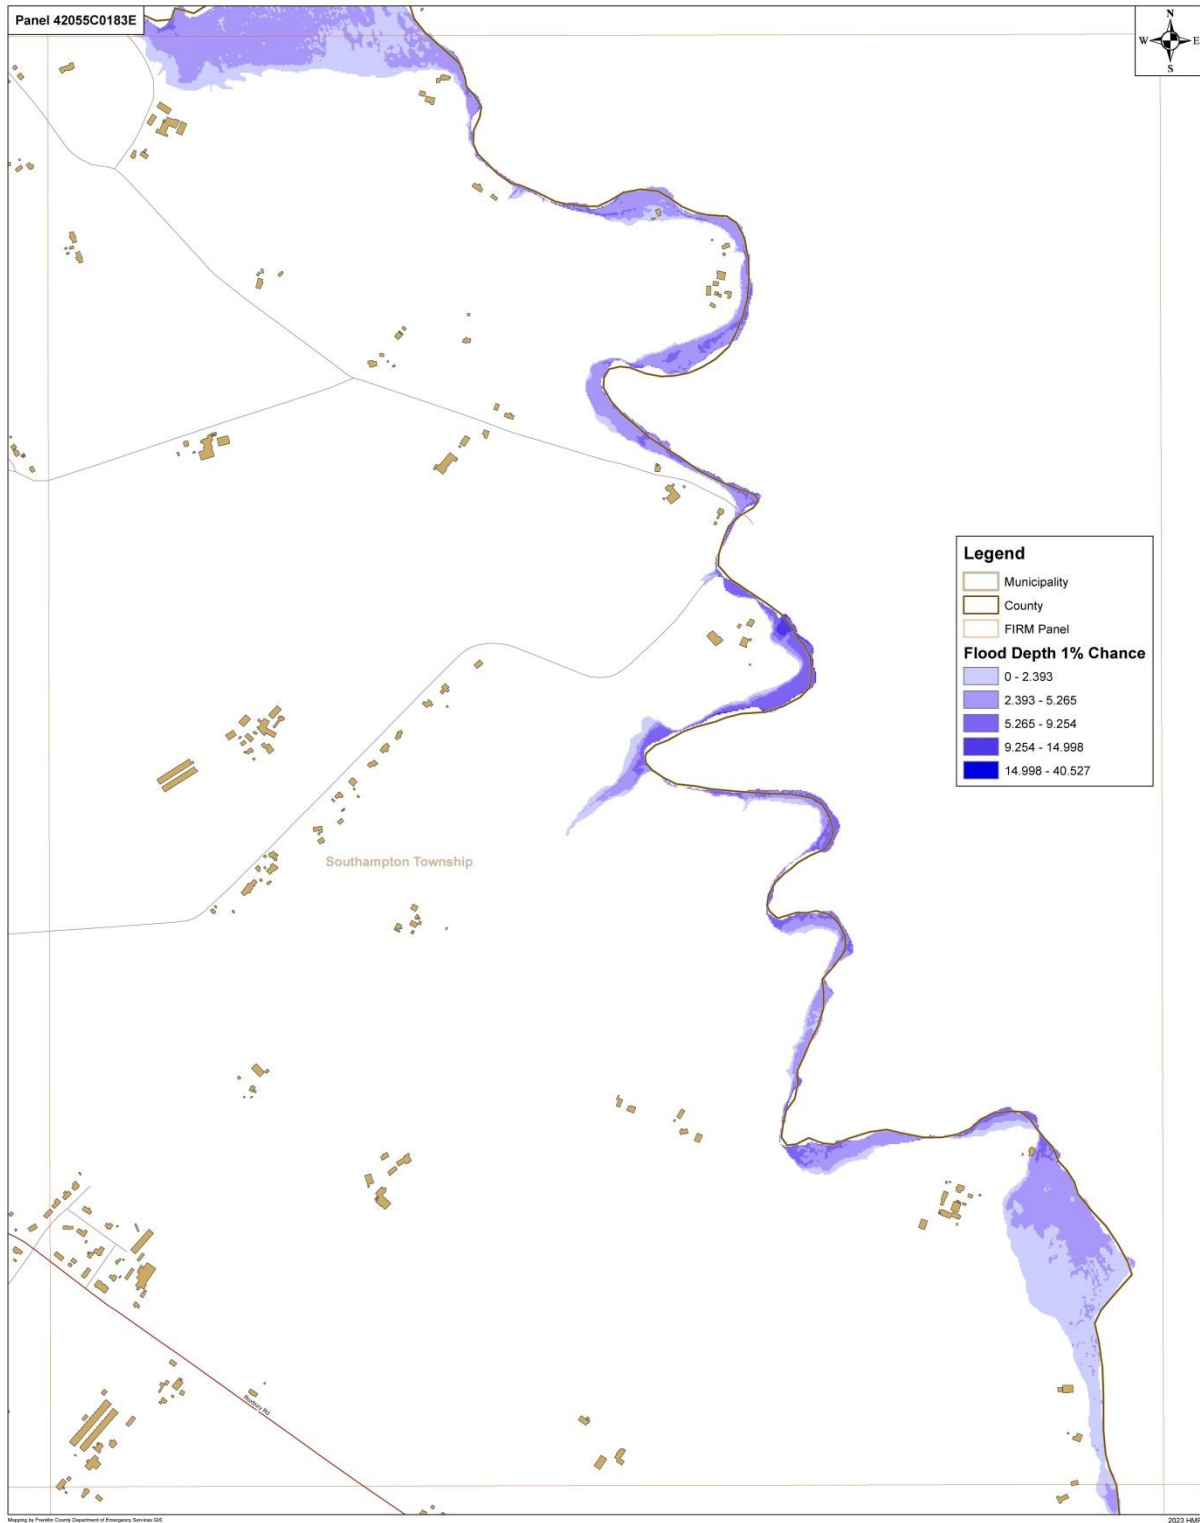 Panel 42055C0183E
N
W E
S
Legend
Municipality
County
FIRM Panel
Flood Depth 1% Chance
0 - 2.393
2.393 - 5.265
5.265 - 9.254
9.254 - 14.998
14.998 - 40.527
Southampton Township
Roxbury Rd
Mapping by Franklin County Department of Emergency Services GIS
2023 HMP